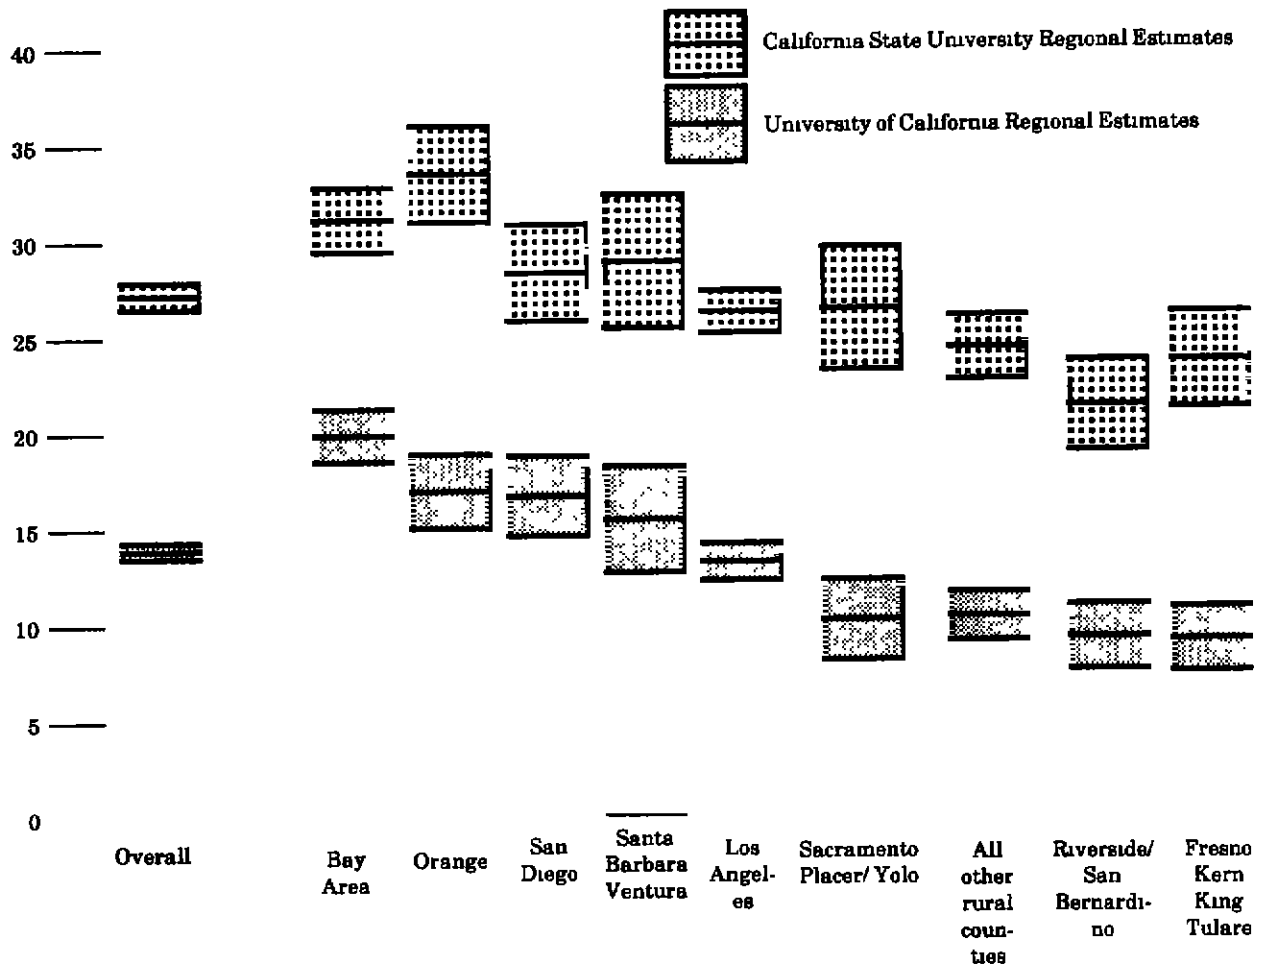 40
35
30
25
20
15
10
5
0
California State University Regional Estimates
University of California Regional Estimates
Overall
Bay
Area
Orange
San
Diego
Santa
Barbara
Ventura
Los
Angel-
es
Sacramento
Placer/ Yolo
All
other
rural
coun-
ties
Riverside/
San
Bernardi-
no
Fresno
Kern
King
Tulare